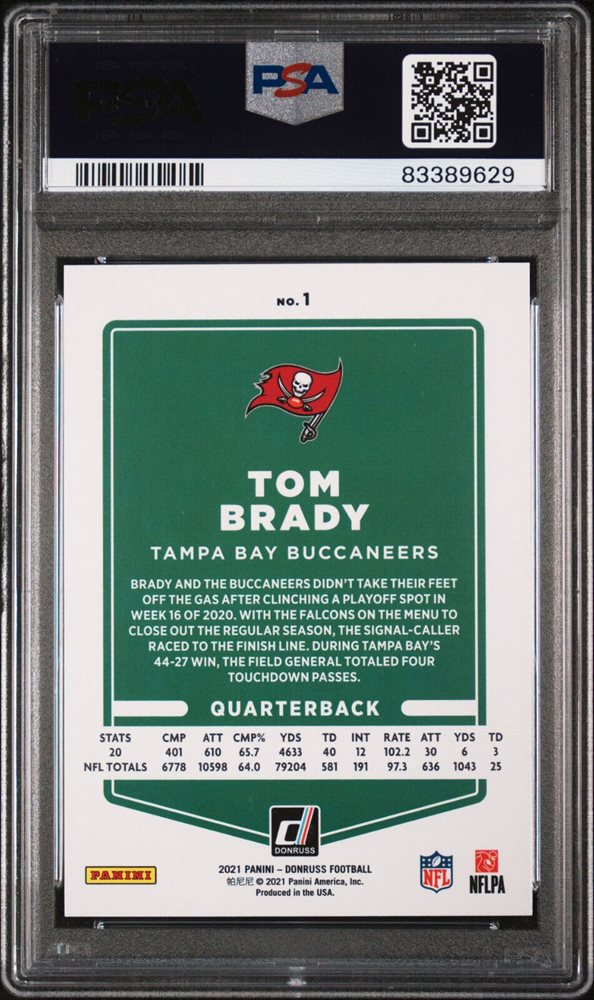 PSA
83389629
NO. 1
TOM
BRADY
TAMPA BAY BUCCANEERS
BRADY AND THE BUCCANEERS DIDN'T TAKE THEIR FEET
OFF THE GAS AFTER CLINCHING A PLAYOFF SPOT IN
WEEK 16 OF 2020. WITH THE FALCONS ON THE MENU TO
CLOSE OUT THE REGULAR SEASON, THE SIGNAL-CALLER
RACED TO THE FINISH LINE. DURING TAMPA BAY'S
44-27 WIN, THE FIELD GENERAL TOTALED FOUR
TOUCHDOWN PASSES.
QUARTERBACK
STATS CMP ATT CMP% YDS TD INT RATE ATT YDS TD
20 401 610 65.7 4633 40 12 102.2 30 6 3
NFL TOTALS 6778 10598 64.0 79204 581 191 97.3 636 1043 25
d
DONRUSS
PANINI
2021 PANINI – DONRUSS FOOTBALL
帕尼尼 © 2021 Panini America, Inc.
Produced in the USA.
NFL
NFLPA